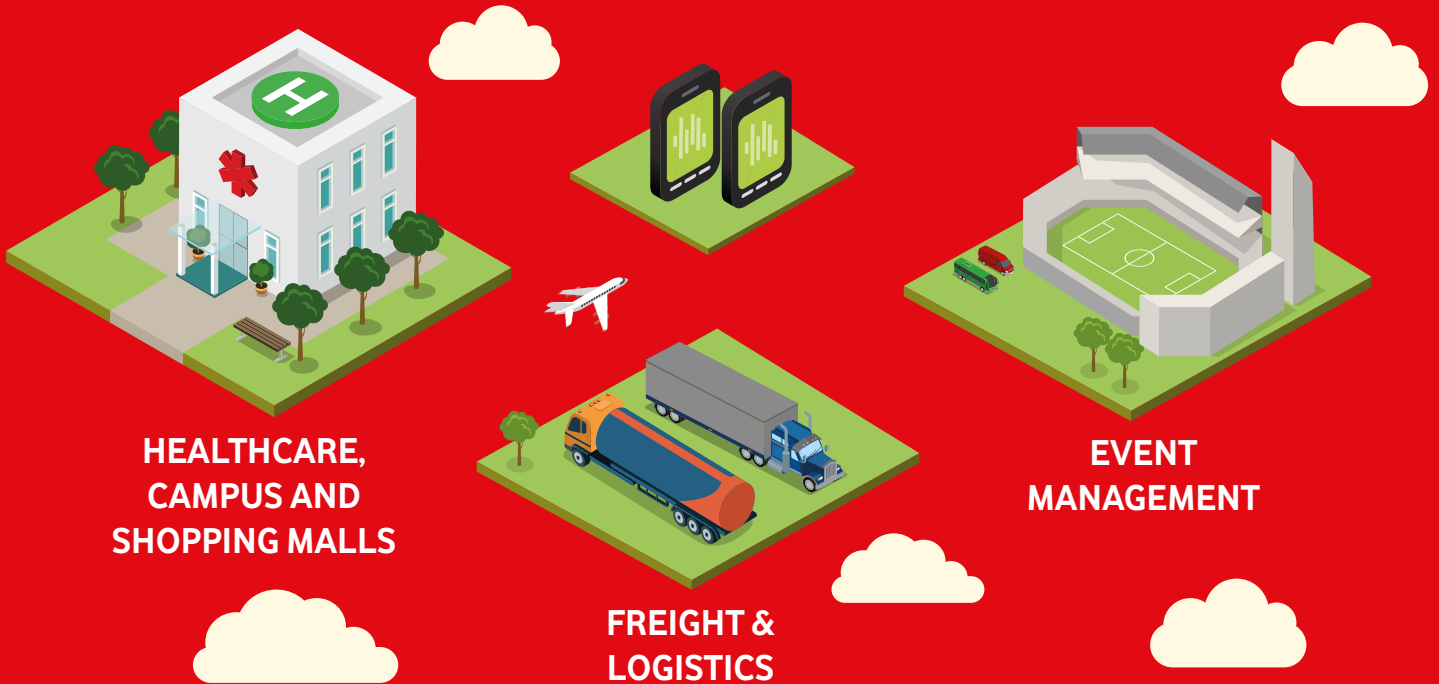 H
HEALTHCARE,
CAMPUS AND
SHOPPING MALLS
FREIGHT &
LOGISTICS
EVENT
MANAGEMENT